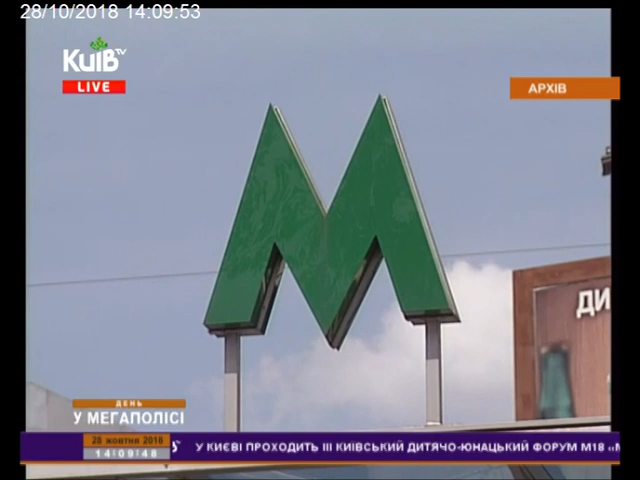 28/10/2018 14:09:53
КиїВ TV
LIVE
АРХІВ
М
ДИ
ДЕНЬ
У МЕГАПОЛІСІ
28 жовтня 2018
14:09:48
У КИЄВІ ПРОХОДИТЬ ІІІ КИЇВСЬКИЙ ДИТЯЧО-ЮНАЦЬКИЙ ФОРУМ М18 «